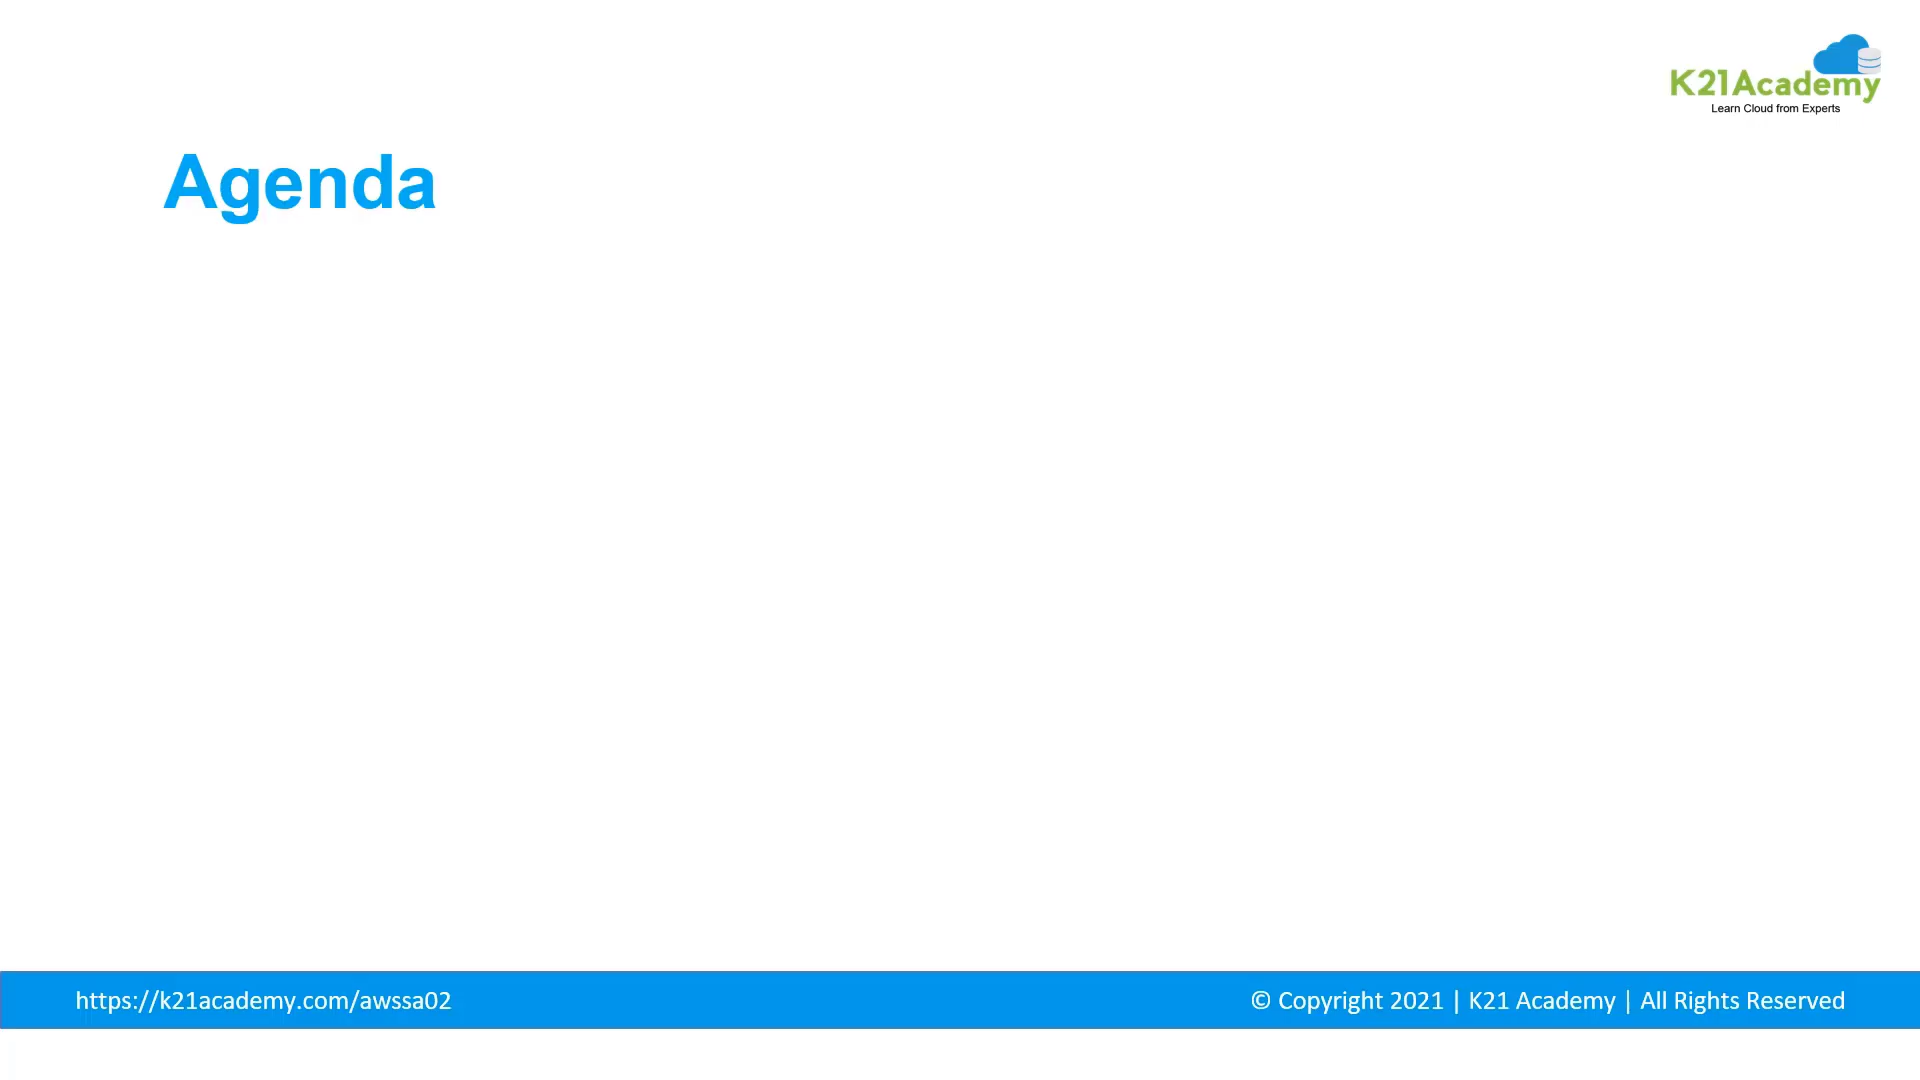 K21Academy
Learn Cloud from Experts
Agenda
https://k21academy.com/awssa02
© Copyright 2021 | K21 Academy | All Rights Reserved